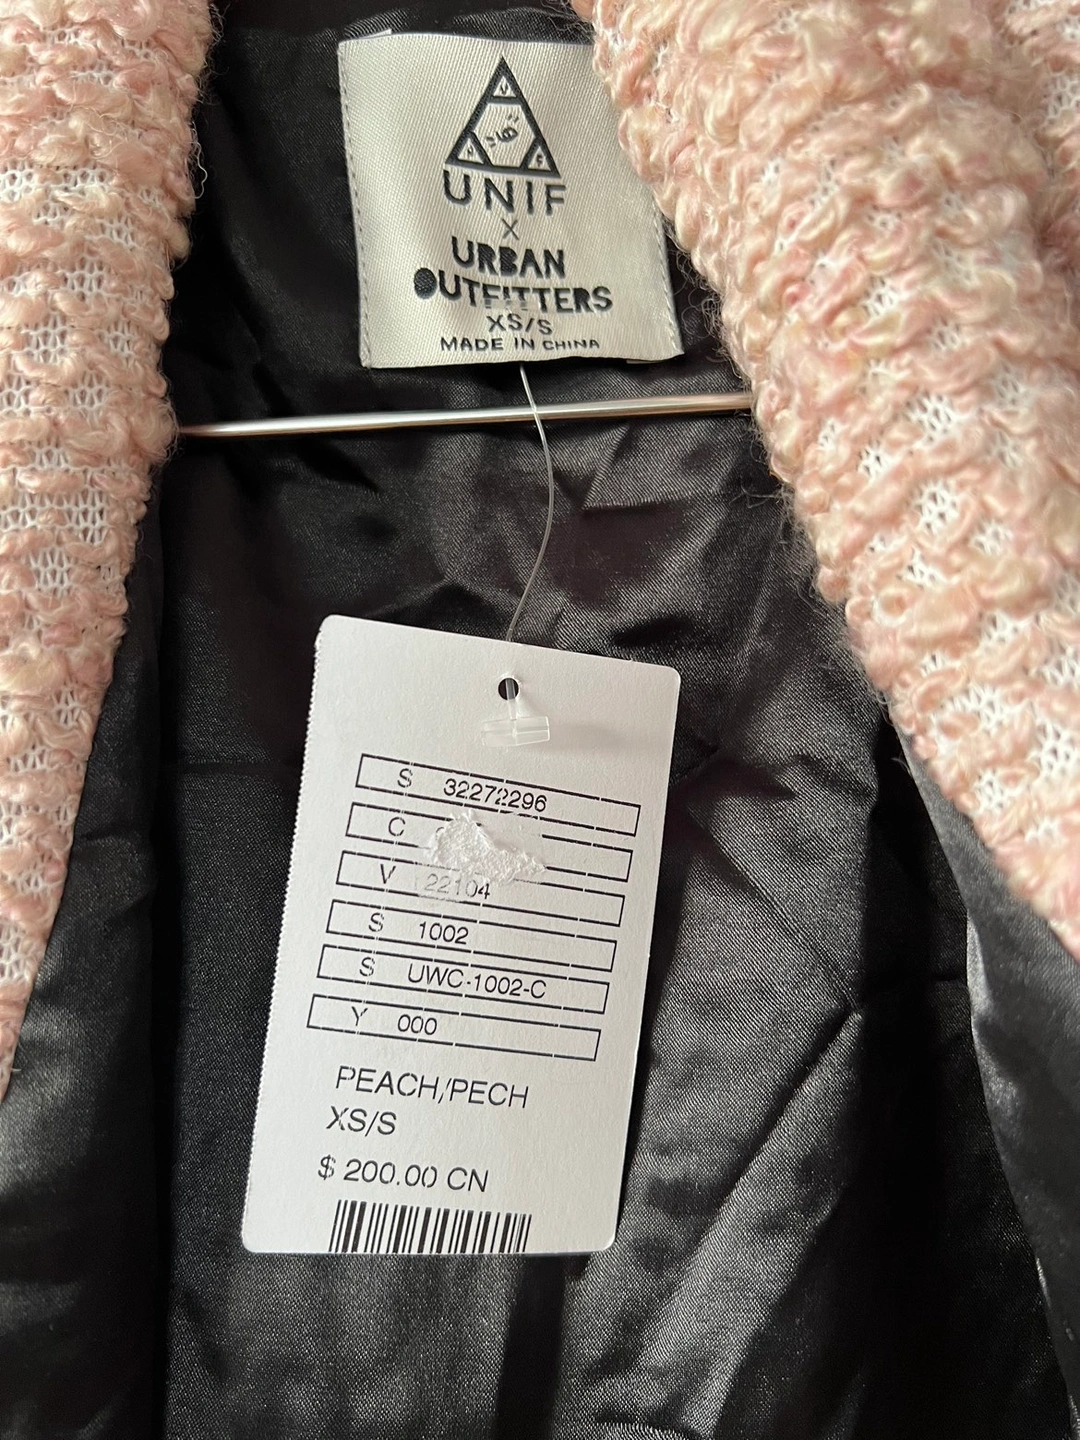 UNIF
X
URBAN
OUTFITTERS
XS/S
MADE IN CHINA
S 32272296
C
V 22104
S 1002
S UWC-1002-C
Y 000
PEACH/PECH
XS/S
$ 200.00 CN